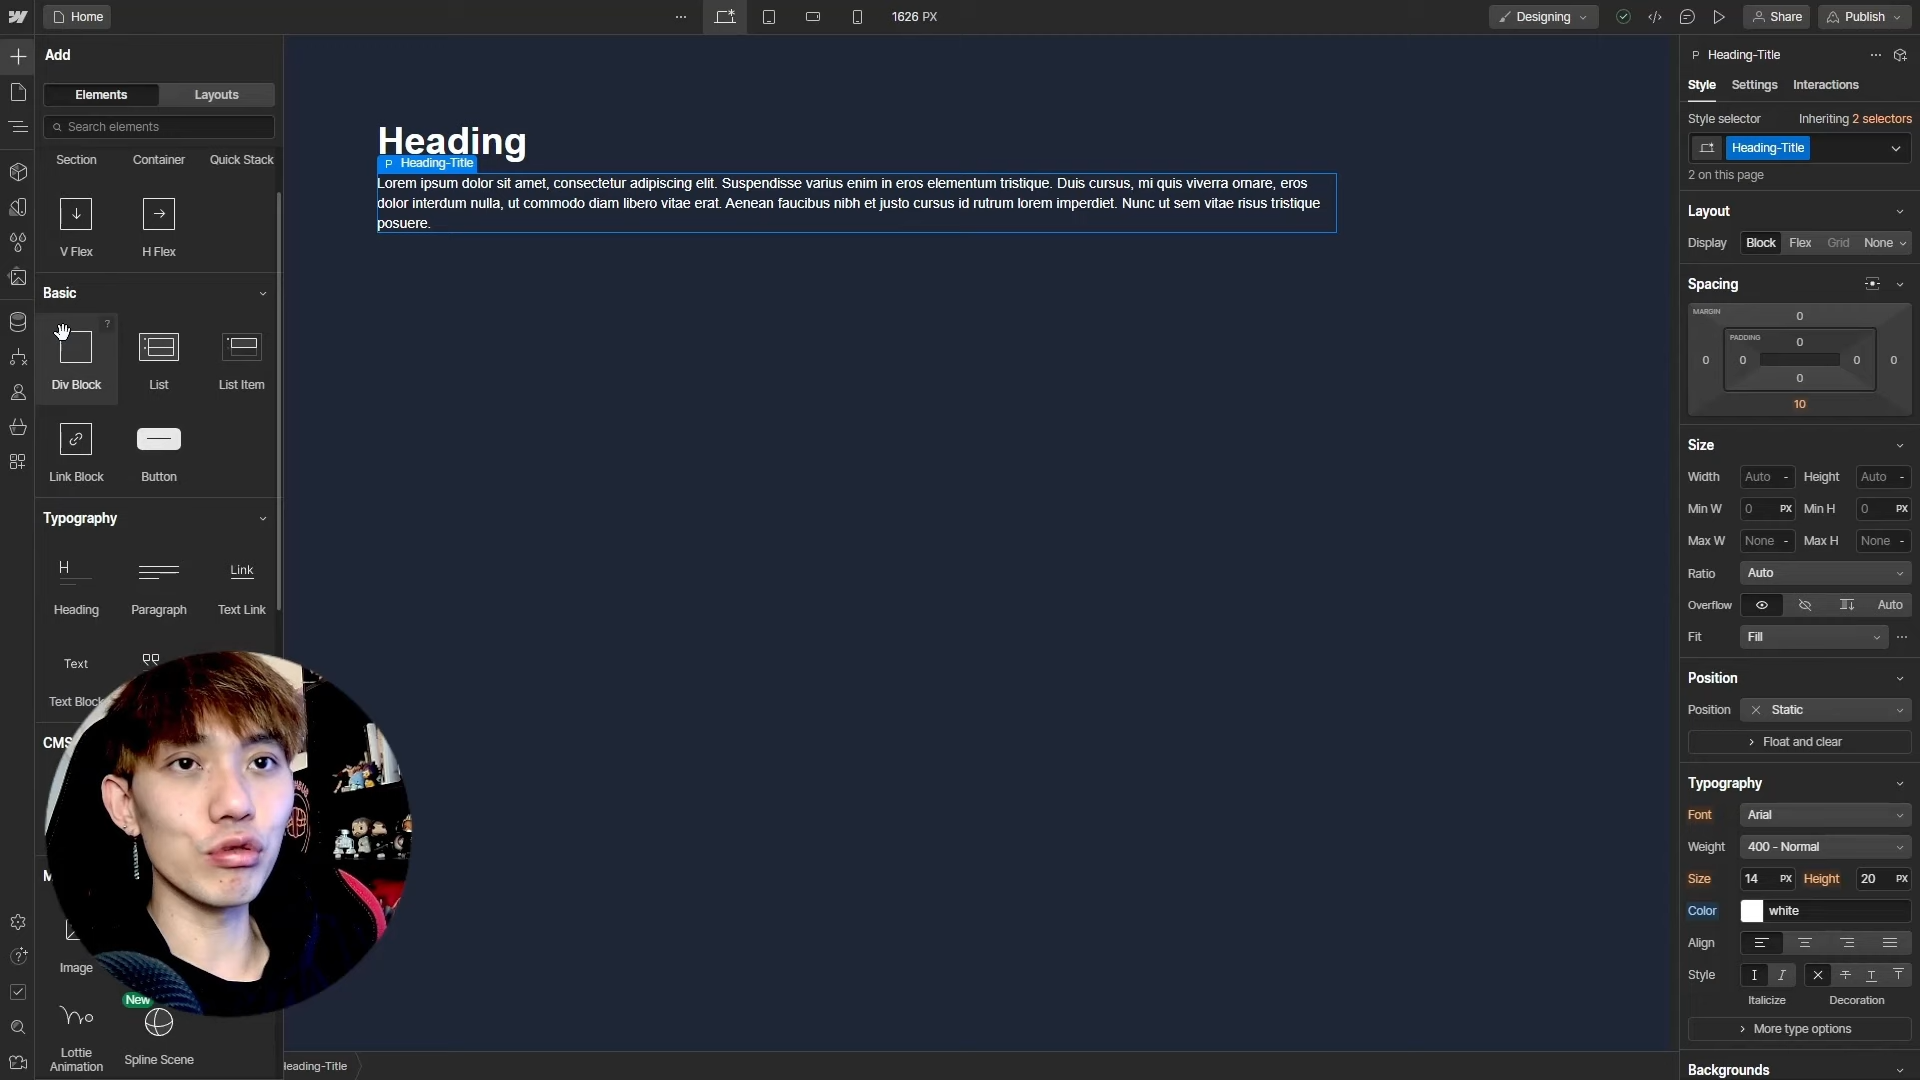 Home
1626 PX
Designing
Share
Publish
Add
Elements
Layouts
Search elements
Section
Container
Quick Stack
V Flex
H Flex
Basic
?
Div Block
List
List Item
Link Block
Button
Typography
H
Link
Heading
Paragraph
Text Link
Text
Text Block
CMS
Image
New
Lottie
Animation
Spline Scene
Heading
P Heading-Title
Lorem ipsum dolor sit amet, consectetur adipiscing elit. Suspendisse varius enim in eros elementum tristique. Duis cursus, mi quis viverra ornare, eros
dolor interdum nulla, ut commodo diam libero vitae erat. Aenean faucibus nibh et justo cursus id rutrum lorem imperdiet. Nunc ut sem vitae risus tristique
posuere.
Heading-Title
P Heading-Title
Style
Settings
Interactions
Style selector
Inheriting 2 selectors
Heading-Title
2 on this page
Layout
Display
Block
Flex
Grid
None
Spacing
MARGIN
0
PADDING
0
0
0
0
0
0
10
Size
Width
Auto -
Height
Auto -
Min W
0 PX
Min H
0 PX
Max W
None -
Max H
None -
Ratio
Auto
Overflow
Auto
Fit
Fill
Position
Position
Static
Float and clear
Typography
Font
Arial
Weight
400 - Normal
Size
14 PX
Height
20 PX
Color
white
Align
Style
Italicize
Decoration
More type options
Backgrounds